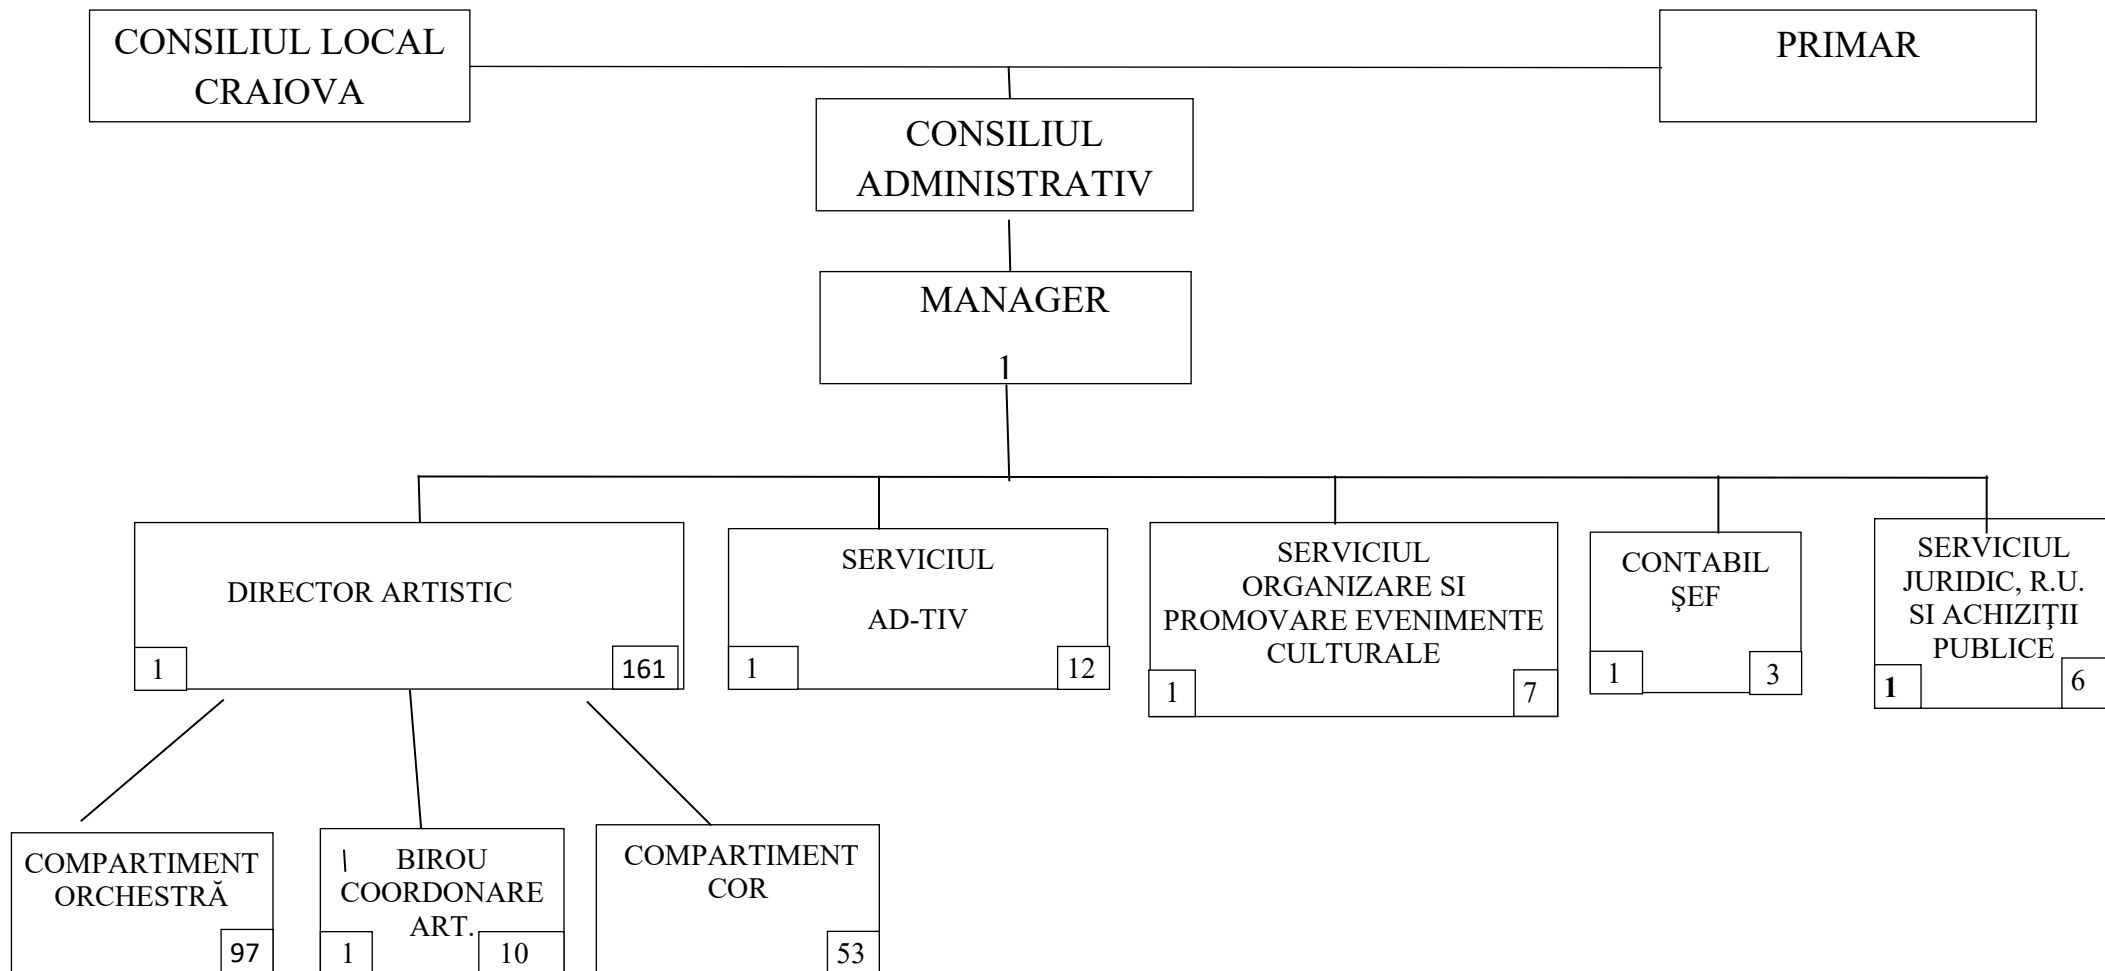 CONSILIUL LOCAL
CRAIOVA
PRIMAR
CONSILIUL
ADMINISTRATIV
MANAGER
1
DIRECTOR ARTISTIC
1
161
SERVICIUL
AD-TIV
1
12
SERVICIUL
ORGANIZARE SI
PROMOVARE EVENIMENTE
CULTURALE
1
7
CONTABIL
ŞEF
1
3
SERVICIUL
JURIDIC, R.U.
SI ACHIZIŢII
PUBLICE
1
6
COMPARTIMENT
ORCHESTRĂ
97
BIROU
COORDONARE
ART.
1
10
COMPARTIMENT
COR
53